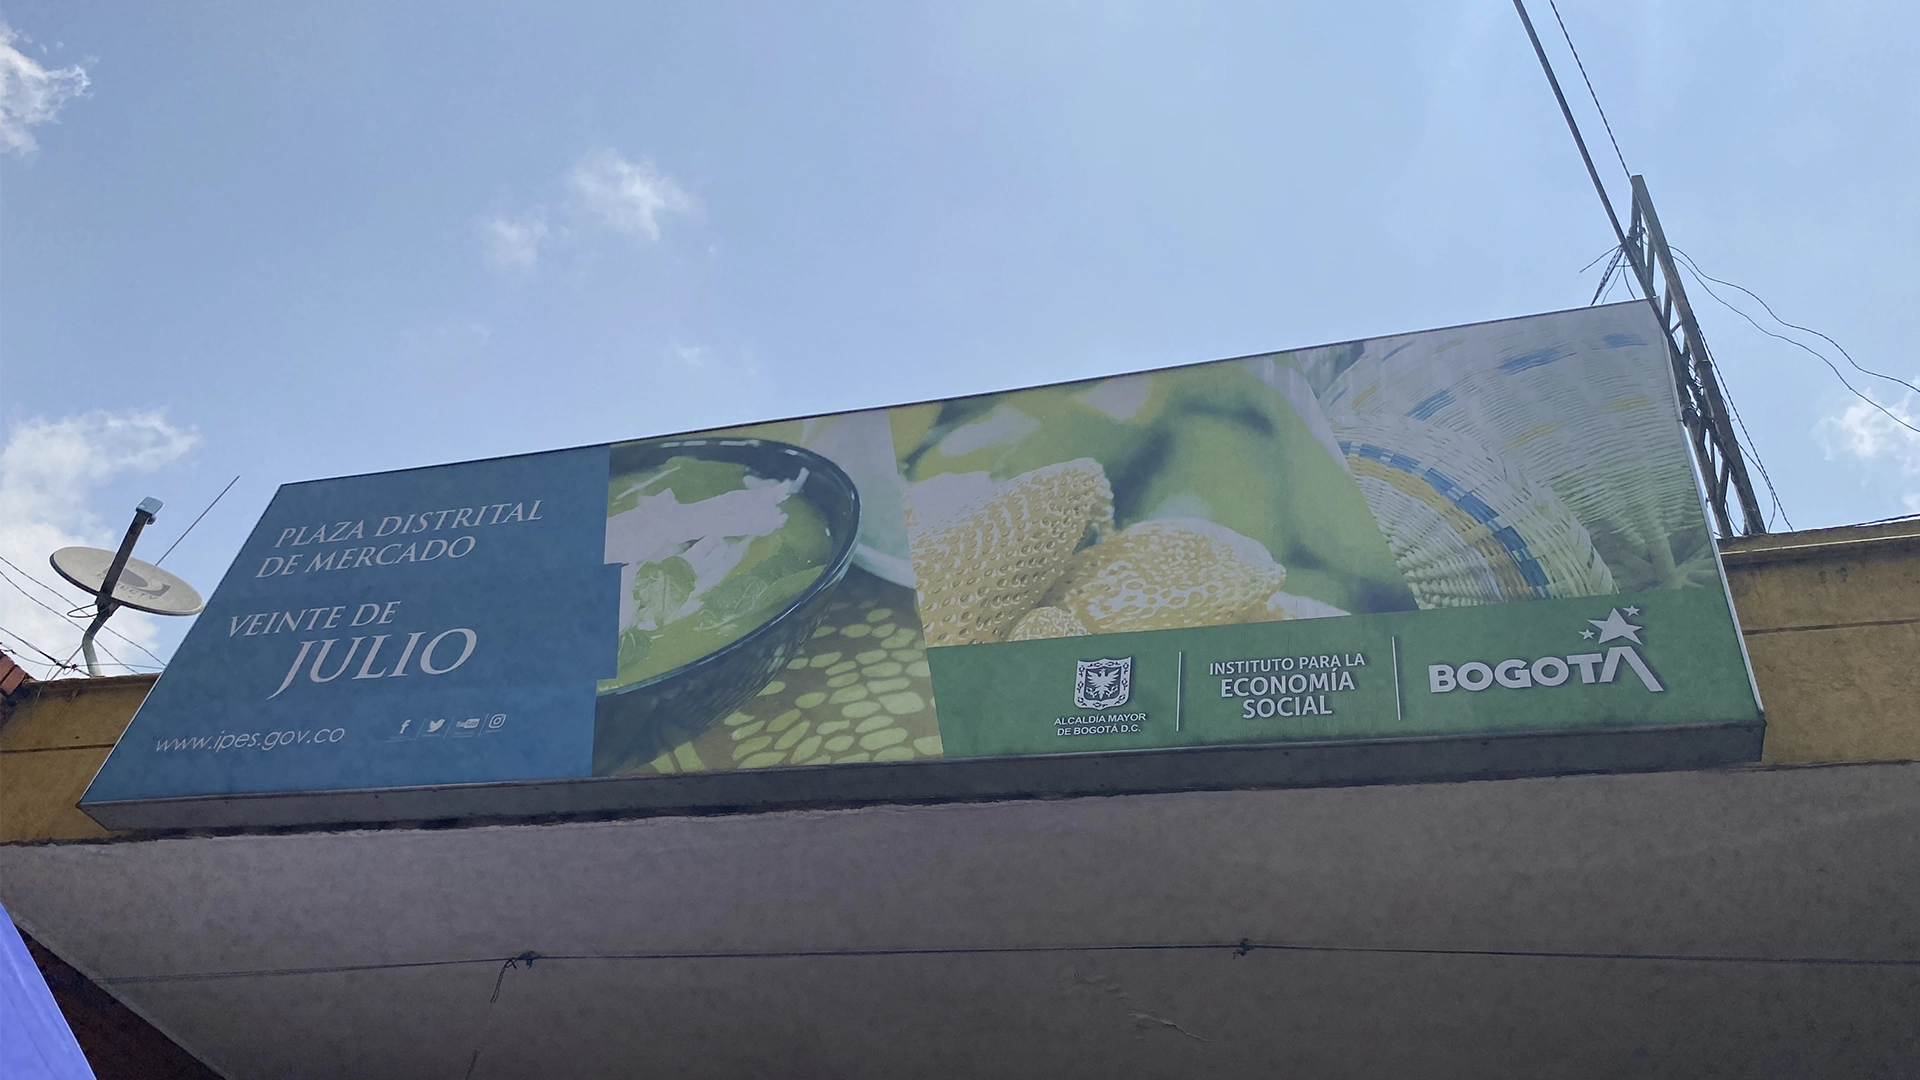 PLAZA DISTRITAL
DE MERCADO
VEINTE DE
JULIO
www.ipes.gov.co
ALCALDÍA MAYOR
DE BOGOTÁ D.C.
INSTITUTO PARA LA
ECONOMÍA
SOCIAL
BOGOTÁ